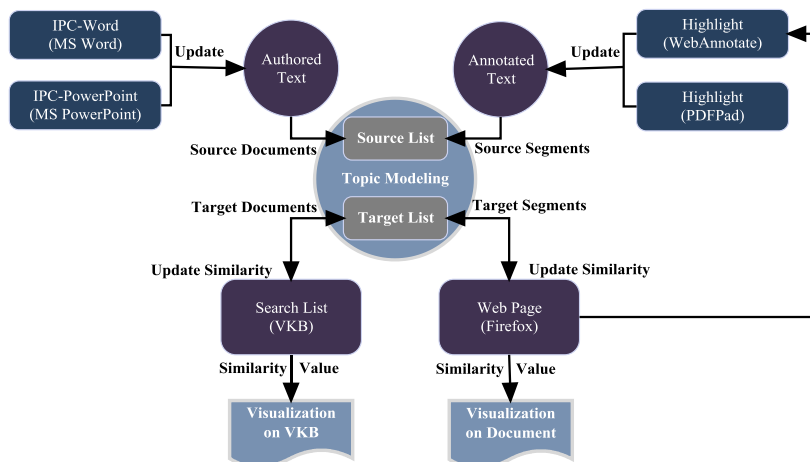 IPC-Word
(MS Word)
Update
Authored
Text
Annotated
Text
Update
Highlight
(WebAnnotate)
IPC-PowerPoint
(MS PowerPoint)
Highlight
(PDFPad)
Source Documents
Source List
Source Segments
Topic Modeling
Target Documents
Target List
Target Segments
Update Similarity
Update Similarity
Search List
(VKB)
Web Page
(Firefox)
Similarity Value
Similarity Value
Visualization
on VKB
Visualization
on Document